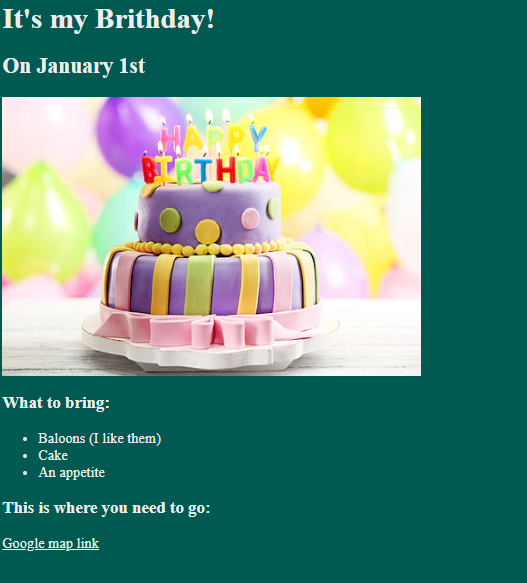 It's my Brithday!
On January 1st
HAPPY
BIRTHDAY
What to bring:
Baloons (I like them)
Cake
An appetite
This is where you need to go:
Google map link